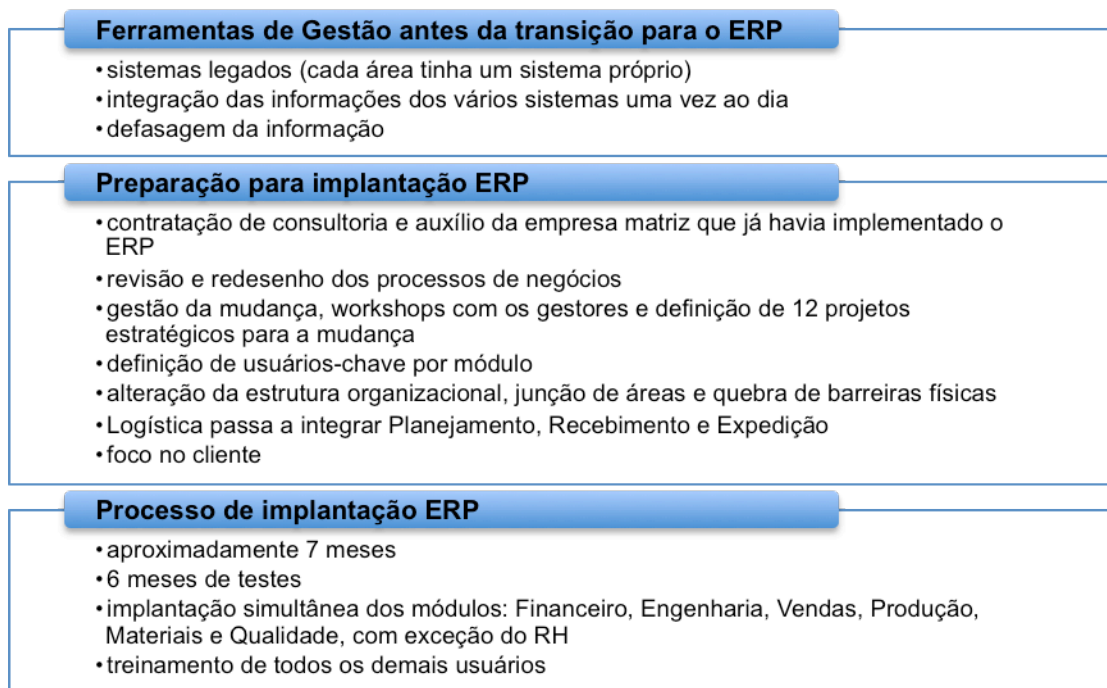 Ferramentas de Gestão antes da transição para o ERP
•sistemas legados (cada área tinha um sistema próprio)
•integração das informações dos vários sistemas uma vez ao dia
•defasagem da informação
Preparação para implantação ERP
•contratação de consultoria e auxílio da empresa matriz que já havia implementado o
ERP
•revisão e redesenho dos processos de negócios
•gestão da mudança, workshops com os gestores e definição de 12 projetos
estratégicos para a mudança
•definição de usuários-chave por módulo
•alteração da estrutura organizacional, junção de áreas e quebra de barreiras físicas
•Logística passa a integrar Planejamento, Recebimento e Expedição
•foco no cliente
Processo de implantação ERP
•aproximadamente 7 meses
•6 meses de testes
•implantação simultânea dos módulos: Financeiro, Engenharia, Vendas, Produção,
Materiais e Qualidade, com exceção do RH
•treinamento de todos os demais usuários